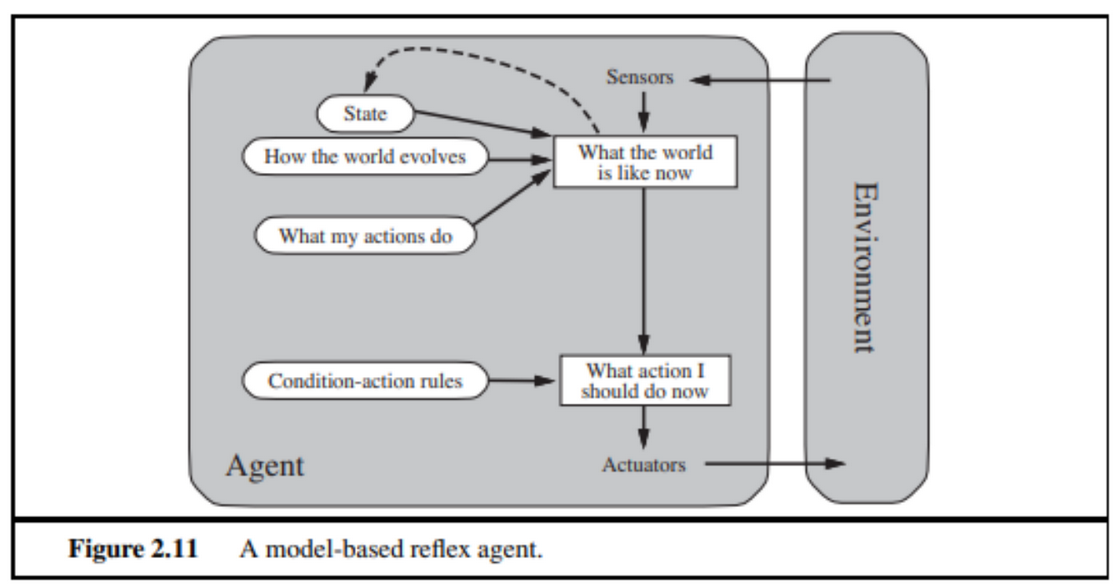 Sensors
State
How the world evolves
What the world
is like now
What my actions do
Environment
Condition-action rules
What action I
should do now
Agent
Actuators
Figure 2.11 A model-based reflex agent.